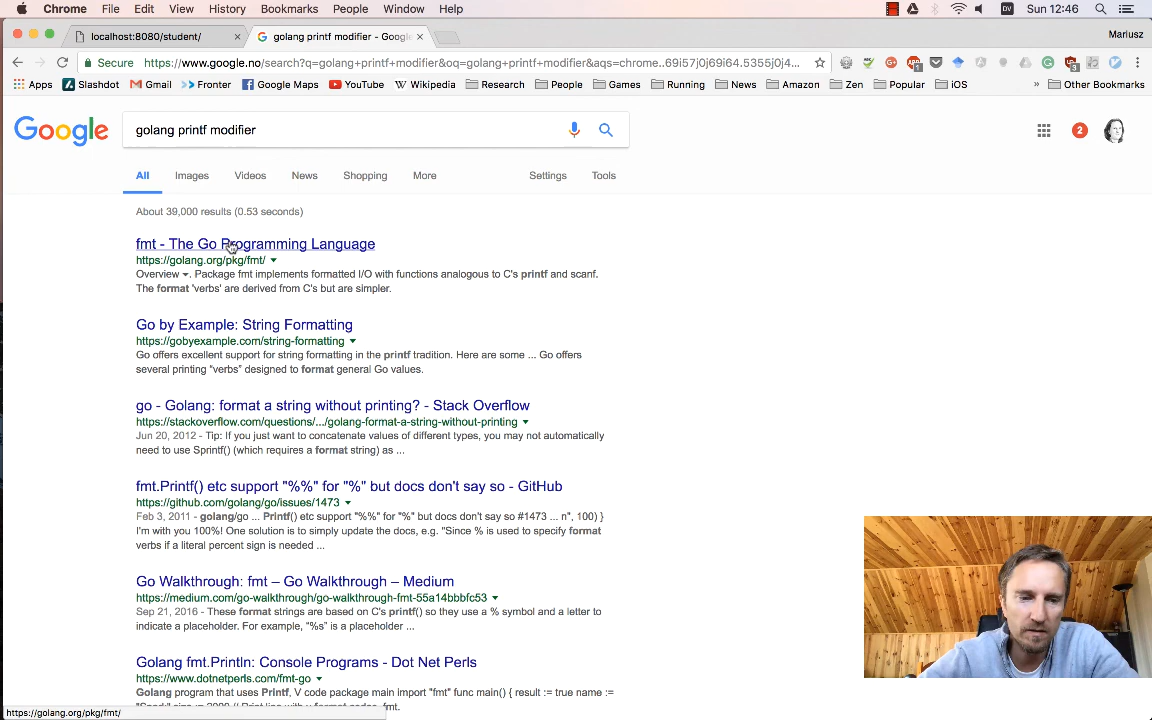 Chrome File Edit View History Bookmarks People Window Help DV Sun 12:46
localhost:8080/student/ golang printf modifier - Google Mariusz
Secure https://www.google.no/search?q=golang+printf+modifier&oq=golang+printf+modifier&aqs=chrome..69i57j0j69i64.5355j0j4...
Apps Slashdot Gmail Fronter Google Maps YouTube Wikipedia Research People Games Running News Amazon Zen Popular iOS » Other Bookmarks
Google golang printf modifier 2
All Images Videos News Shopping More Settings Tools
About 39,000 results (0.53 seconds)
fmt - The Go Programming Language
https://golang.org/pkg/fmt/
Overview . Package fmt implements formatted I/O with functions analogous to C's printf and scanf.
The format 'verbs' are derived from C's but are simpler.
Go by Example: String Formatting
https://gobyexample.com/string-formatting
Go offers excellent support for string formatting in the printf tradition. Here are some ... Go offers
several printing “verbs” designed to format general Go values.
go - Golang: format a string without printing? - Stack Overflow
https://stackoverflow.com/questions/.../golang-format-a-string-without-printing
Jun 20, 2012 - Tip: If you just want to concatenate values of different types, you may not automatically
need to use Sprintf() (which requires a format string) as ...
fmt.Printf() etc support "%%" for "%" but docs don't say so - GitHub
https://github.com/golang/go/issues/1473
Feb 3, 2011 - golang/go ... Printf() etc support "%%" for "%" but docs don't say so #1473 ... n", 100) }
I'm with you 100%! One solution is to simply update the docs, e.g. "Since % is used to specify format
verbs if a literal percent sign is needed ...
Go Walkthrough: fmt – Go Walkthrough – Medium
https://medium.com/go-walkthrough/go-walkthrough-fmt-55a14bbbfc53
Sep 21, 2016 - These format strings are based on C's printf() so they use a % symbol and a letter to
indicate a placeholder. For example, "%s" is a placeholder ...
Golang fmt.Println: Console Programs - Dot Net Perls
https://www.dotnetperls.com/fmt-go
Golang program that uses Printf, V code package main import "fmt" func main() { result := true name :=
https://golang.org/pkg/fmt/